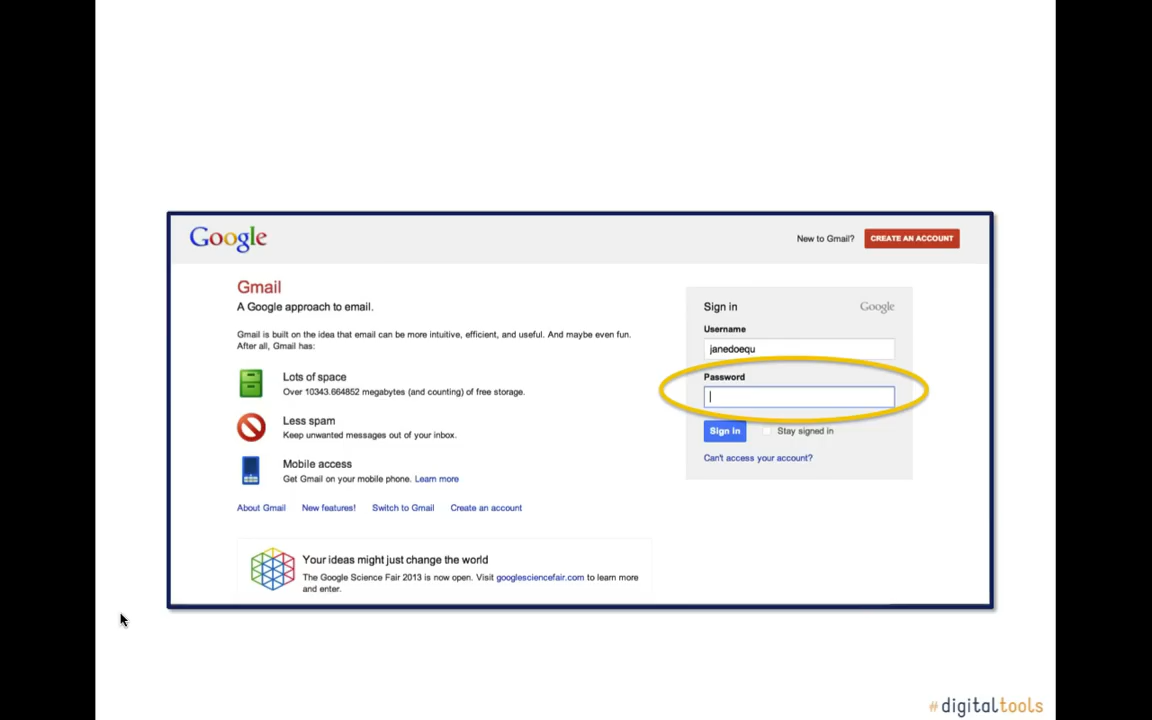 Google
New to Gmail? CREATE AN ACCOUNT
Gmail
A Google approach to email.
Gmail is built on the idea that email can be more intuitive, efficient, and useful. And maybe even fun.
After all, Gmail has:
Lots of space
Over 10343.664852 megabytes (and counting) of free storage.
Less spam
Keep unwanted messages out of your inbox.
Mobile access
Get Gmail on your mobile phone. Learn more
About Gmail New features! Switch to Gmail Create an account
Your ideas might just change the world
The Google Science Fair 2013 is now open. Visit googlesciencefair.com to learn more
and enter.
Sign in Google
Username
janedoequ
Password
Sign in Stay signed in
Can't access your account?
#digitaltools